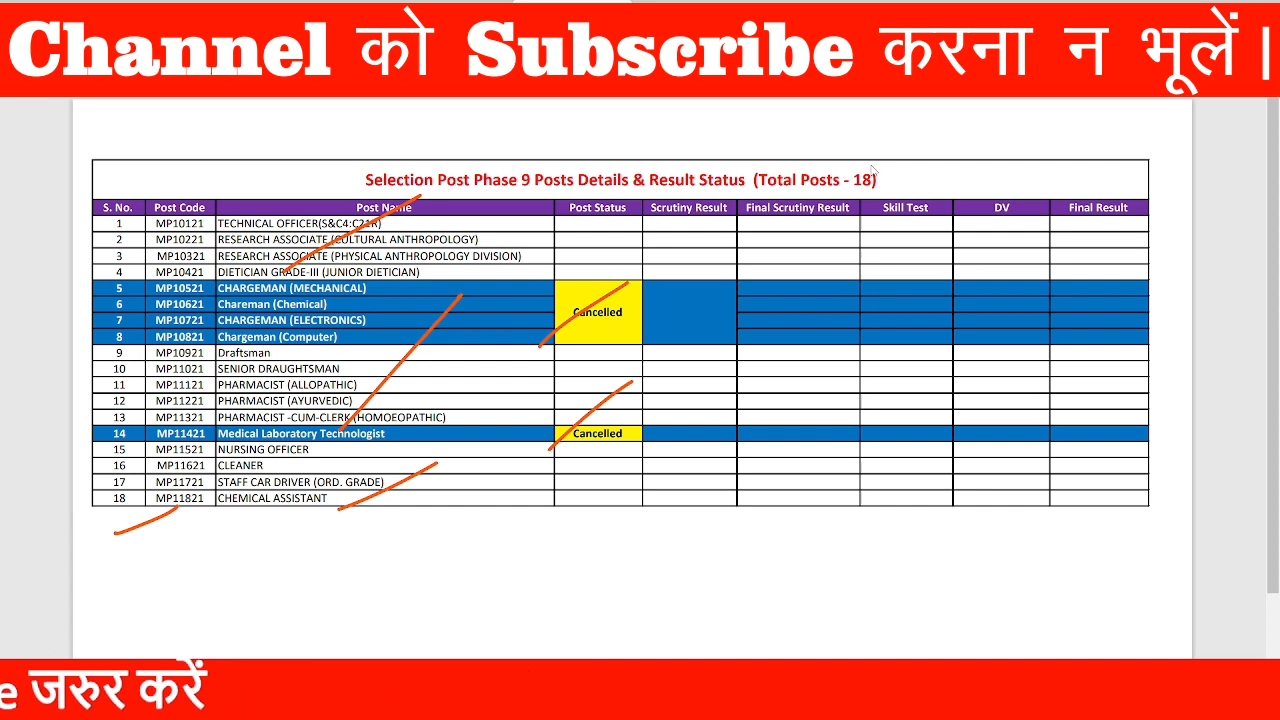 Channel को Subscribe करना न भूलें।
Selection Post Phase 9 Posts Details & Result Status (Total Posts - 18)
S. No. Post Code Post Name Post Status Scrutiny Result Final Scrutiny Result Skill Test DV Final Result
1 MP10121 TECHNICAL OFFICER(S&C4:C21R)
2 MP10221 RESEARCH ASSOCIATE (CULTURAL ANTHROPOLOGY)
3 MP10321 RESEARCH ASSOCIATE (PHYSICAL ANTHROPOLOGY DIVISION)
4 MP10421 DIETICIAN GRADE-III (JUNIOR DIETICIAN)
5 MP10521 CHARGEMAN (MECHANICAL)
6 MP10621 Chareman (Chemical)
Cancelled
7 MP10721 CHARGEMAN (ELECTRONICS)
8 MP10821 Chargeman (Computer)
9 MP10921 Draftsman
10 MP11021 SENIOR DRAUGHTSMAN
11 MP11121 PHARMACIST (ALLOPATHIC)
12 MP11221 PHARMACIST (AYURVEDIC)
13 MP11321 PHARMACIST -CUM-CLERK (HOMOEOPATHIC)
14 MP11421 Medical Laboratory Technologist Cancelled
15 MP11521 NURSING OFFICER
16 MP11621 CLEANER
17 MP11721 STAFF CAR DRIVER (ORD. GRADE)
18 MP11821 CHEMICAL ASSISTANT
e जरुर करें